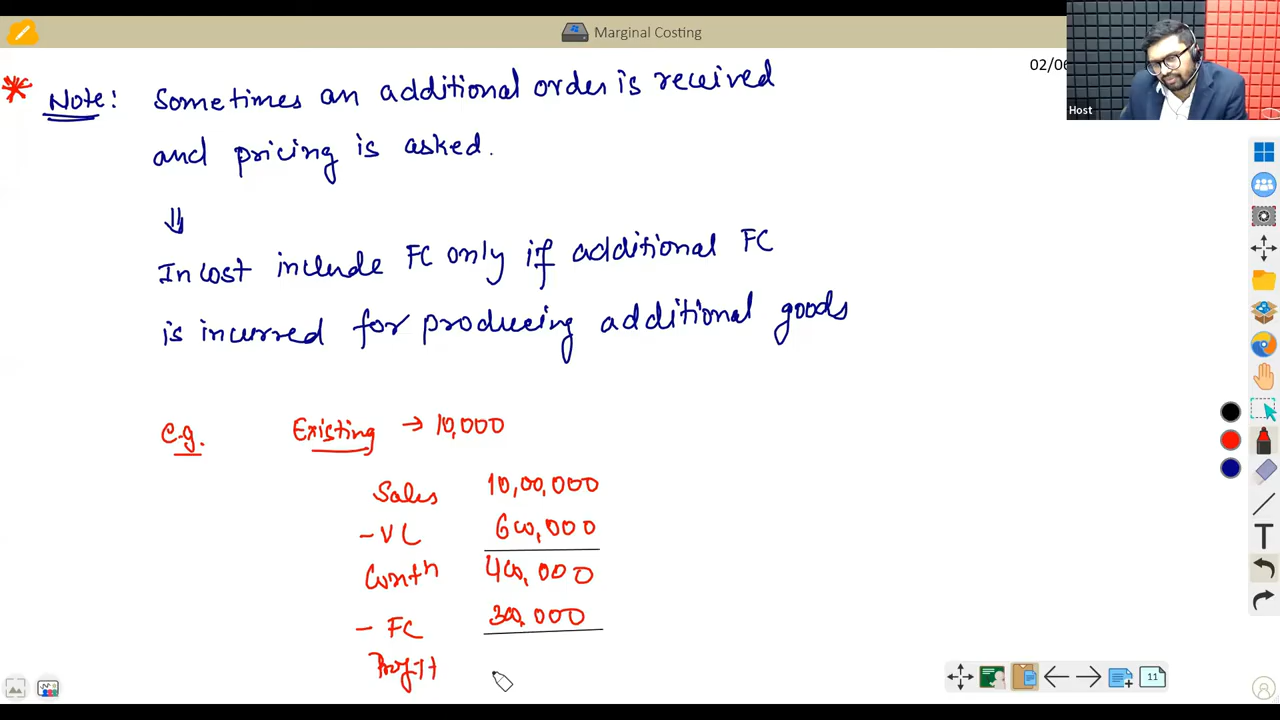 Marginal Costing
02/06
Host
Note: Sometimes an additional order is received
and pricing is asked.
⇓
In cost include FC only if additional FC
is incurred for producing additional goods
e.g. Existing → 10,000
Sales 10,00,000
- VC 600,000
Contn 400,000
- FC 300,000
Profit
T
11